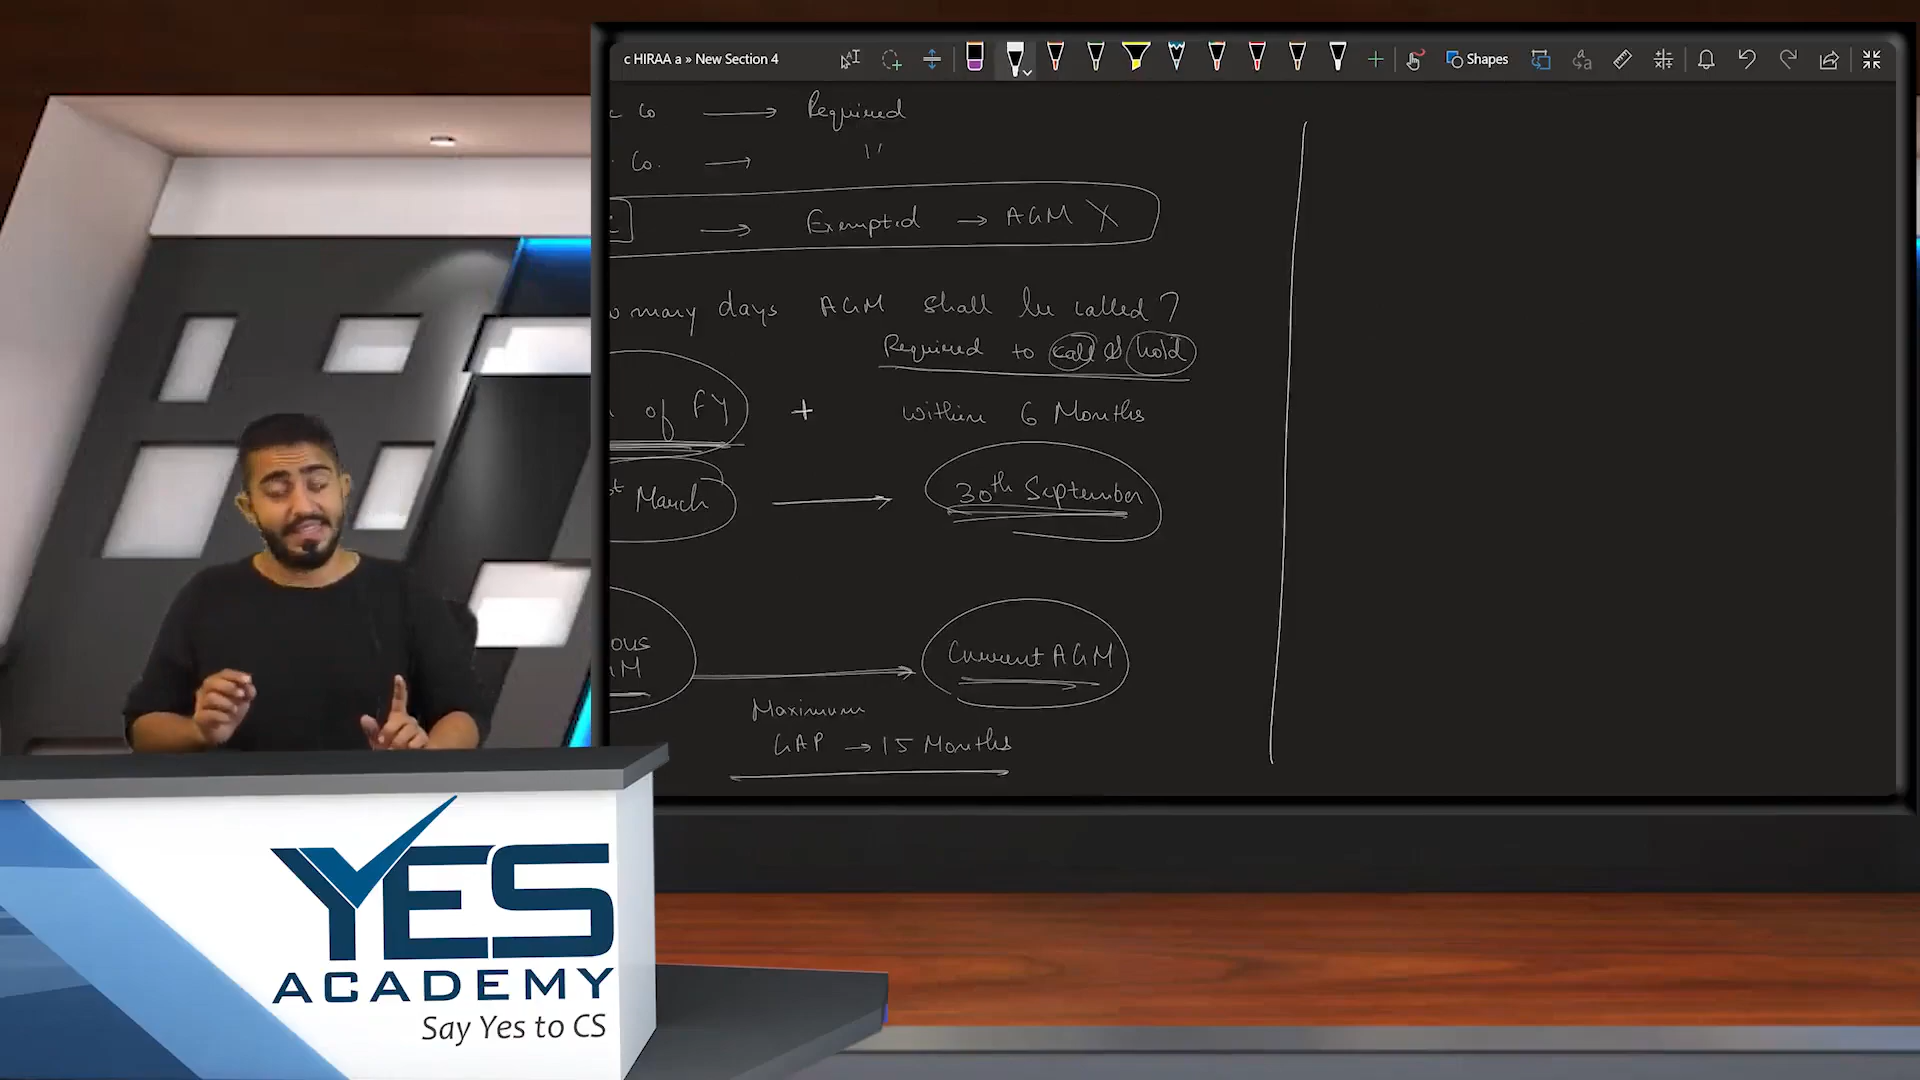 c HIRAA a » New Section 4
Shapes
c Co → Required
Co. → "
→ Exempted → AGM X
many days AGM shall be called?
Required to call & hold
of FY + within 6 Months
st March → 30th September
ous
GM
Current AGM
Maximum
GAP → 15 Months
YES
ACADEMY
Say Yes to CS